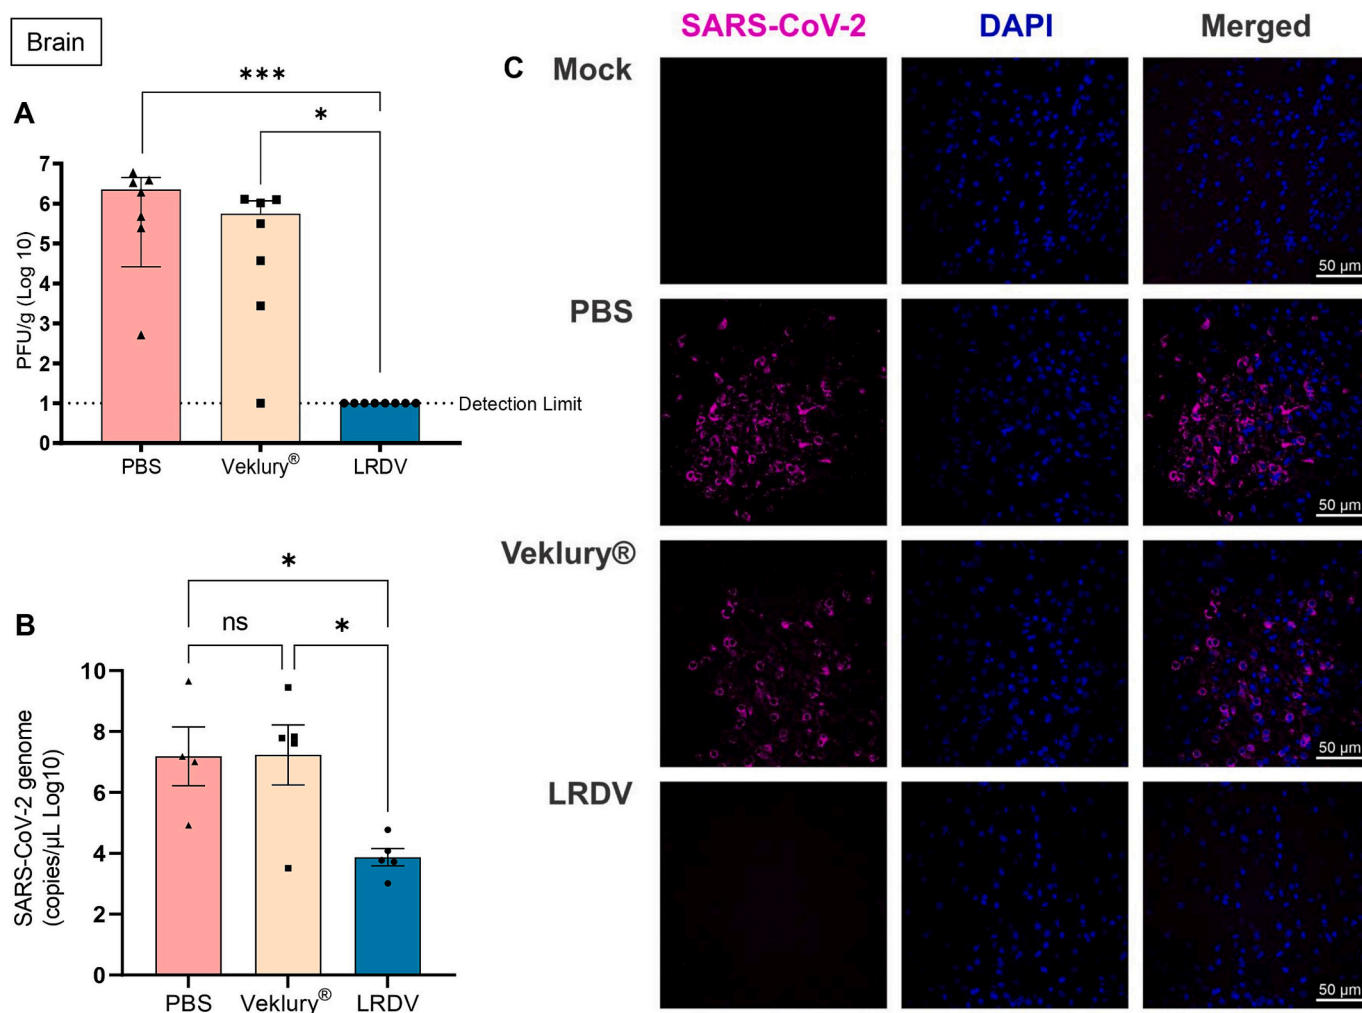 Brain
A
***
*
7
6
5
4
3
2
1
0
PFU/g (Log 10)
Detection Limit
PBS
Veklury®
LRDV
B
*
ns
*
10
8
6
4
2
0
SARS-CoV-2 genome
(copies/µL Log10)
PBS
Veklury®
LRDV
C
SARS-CoV-2
DAPI
Merged
Mock
50 µm
PBS
50 µm
Veklury®
50 µm
LRDV
50 µm